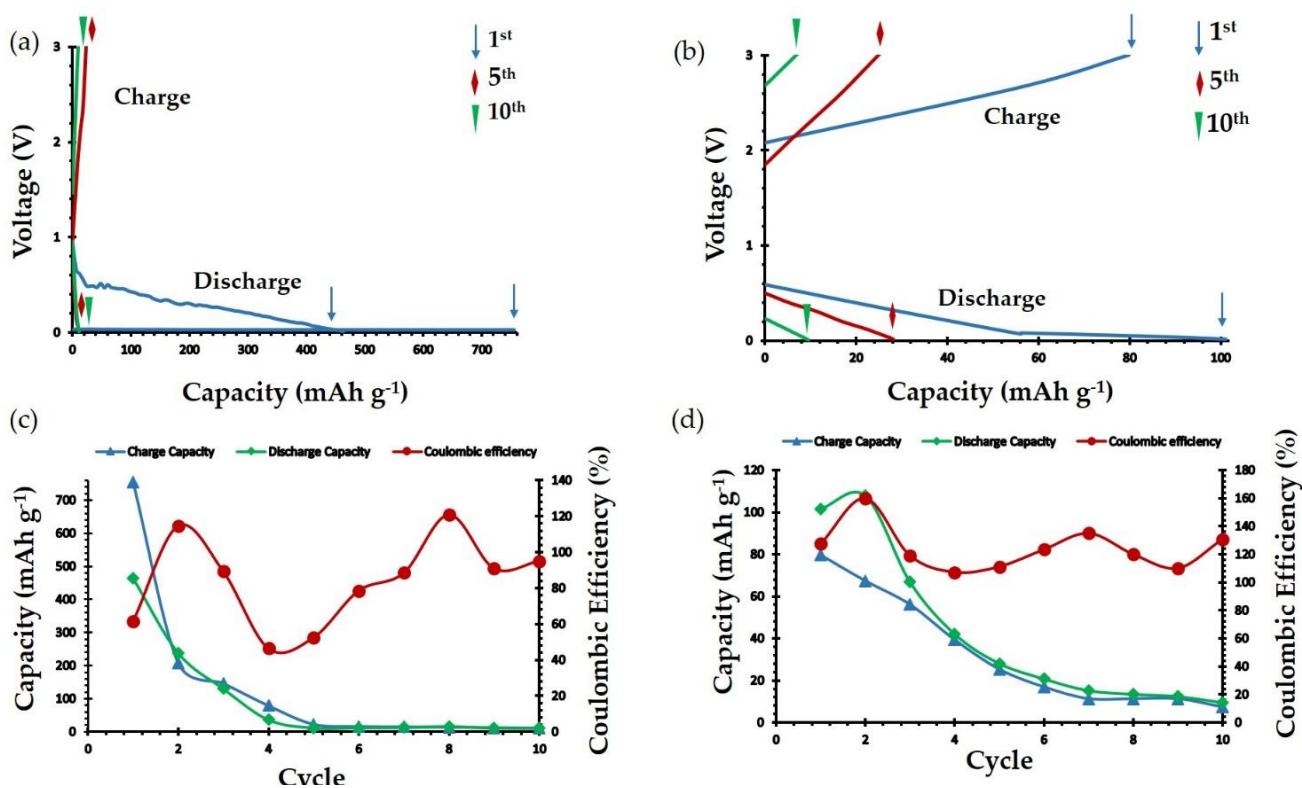 (a)
1st
5th
10th
Charge
Discharge
Voltage (V)
3
2
1
0
0 100 200 300 400 500 600 700
Capacity (mAh g-1)
(b)
1st
5th
10th
Charge
Discharge
Voltage (V)
3
2
1
0
0 20 40 60 80 100
Capacity (mAh g-1)
(c)
Charge Capacity Discharge Capacity Coulombic efficiency
Capacity (mAh g-1)
700
600
500
400
300
200
100
0
0 2 4 6 8 10
Cycle
140
120
100
80
60
40
20
0
Coulombic Efficiency (%)
(d)
Charge Capacity Discharge Capacity Coulombic efficiency
Capacity (mAh g-1)
120
100
80
60
40
20
0
0 2 4 6 8 10
Cycle
180
160
140
120
100
80
60
40
20
0
Coulombic Efficiency (%)